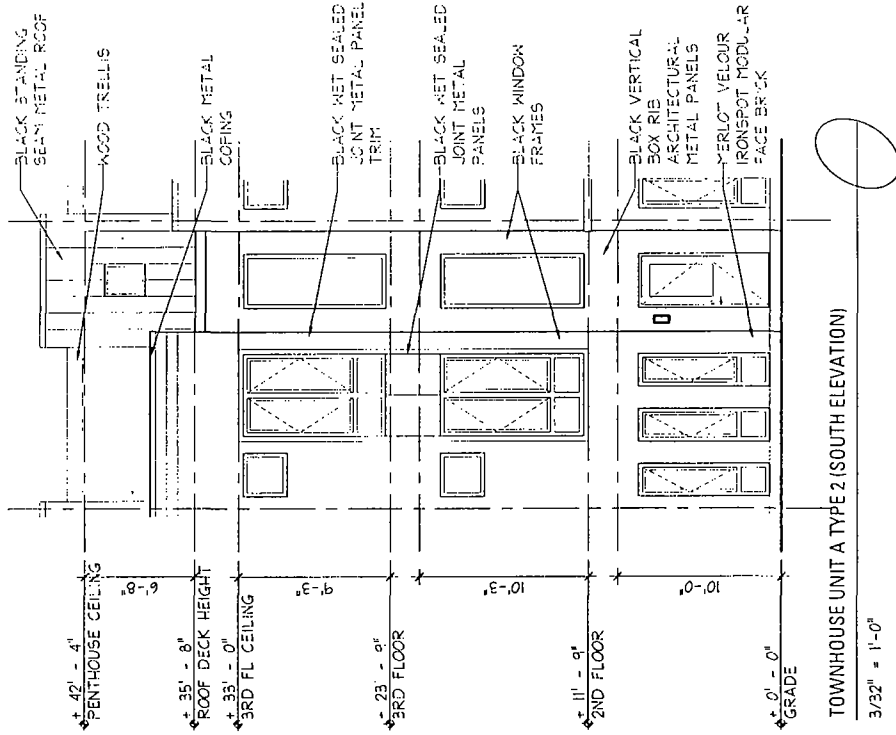 BLACK STANDING
SEAM METAL ROOF
WOOD TRELLIS
BLACK METAL
COPING
BLACK WET SEALED
JOINT METAL PANEL
TRIM
BLACK WET SEALED
JOINT METAL
PANELS
BLACK WINDOW
FRAMES
BLACK VERTICAL
BOX RIB
ARCHITECTURAL
METAL PANELS
MERLOT VELOUR
IRONSPOT MODULAR
FACE BRICK
+ 42' - 4"
PENTHOUSE CEILING
6'-8"
+ 35' - 8"
ROOF DECK HEIGHT
+ 33' - 0"
3RD FL CEILING
9'-3"
+ 23' - 9"
3RD FLOOR
10'-3"
+ 11' - 9"
2ND FLOOR
10'-0"
+ 0' - 0"
GRADE
TOWNHOUSE UNIT A TYPE 2 (SOUTH ELEVATION)
3/32" = 1'-0"